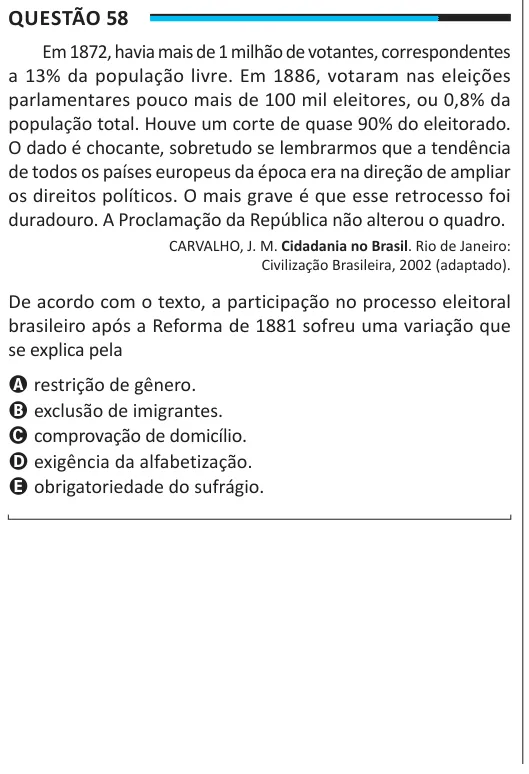 QUESTÃO 58
Em 1872, havia mais de 1 milhão de votantes, correspondentes
a 13% da população livre. Em 1886, votaram nas eleições
parlamentares pouco mais de 100 mil eleitores, ou 0,8% da
população total. Houve um corte de quase 90% do eleitorado.
O dado é chocante, sobretudo se lembrarmos que a tendência
de todos os países europeus da época era na direção de ampliar
os direitos políticos. O mais grave é que esse retrocesso foi
duradouro. A Proclamação da República não alterou o quadro.
CARVALHO, J. M. Cidadania no Brasil. Rio de Janeiro:
Civilização Brasileira, 2002 (adaptado).
De acordo com o texto, a participação no processo eleitoral
brasileiro após a Reforma de 1881 sofreu uma variação que
se explica pela
A restrição de gênero.
B exclusão de imigrantes.
C comprovação de domicílio.
D exigência da alfabetização.
E obrigatoriedade do sufrágio.